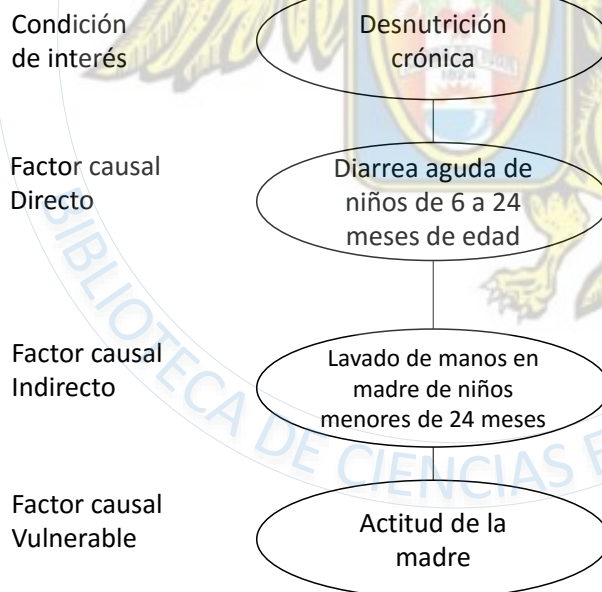 Condición
de interés
Desnutrición
crónica
1824
Factor causal
Directo
Diarrea aguda de
niños de 6 a 24
meses de edad
Factor causal
Indirecto
Lavado de manos en
madre de niños
menores de 24 meses
BIBLIOTECA DE CIENCIAS
Factor causal
Vulnerable
Actitud de la
madre